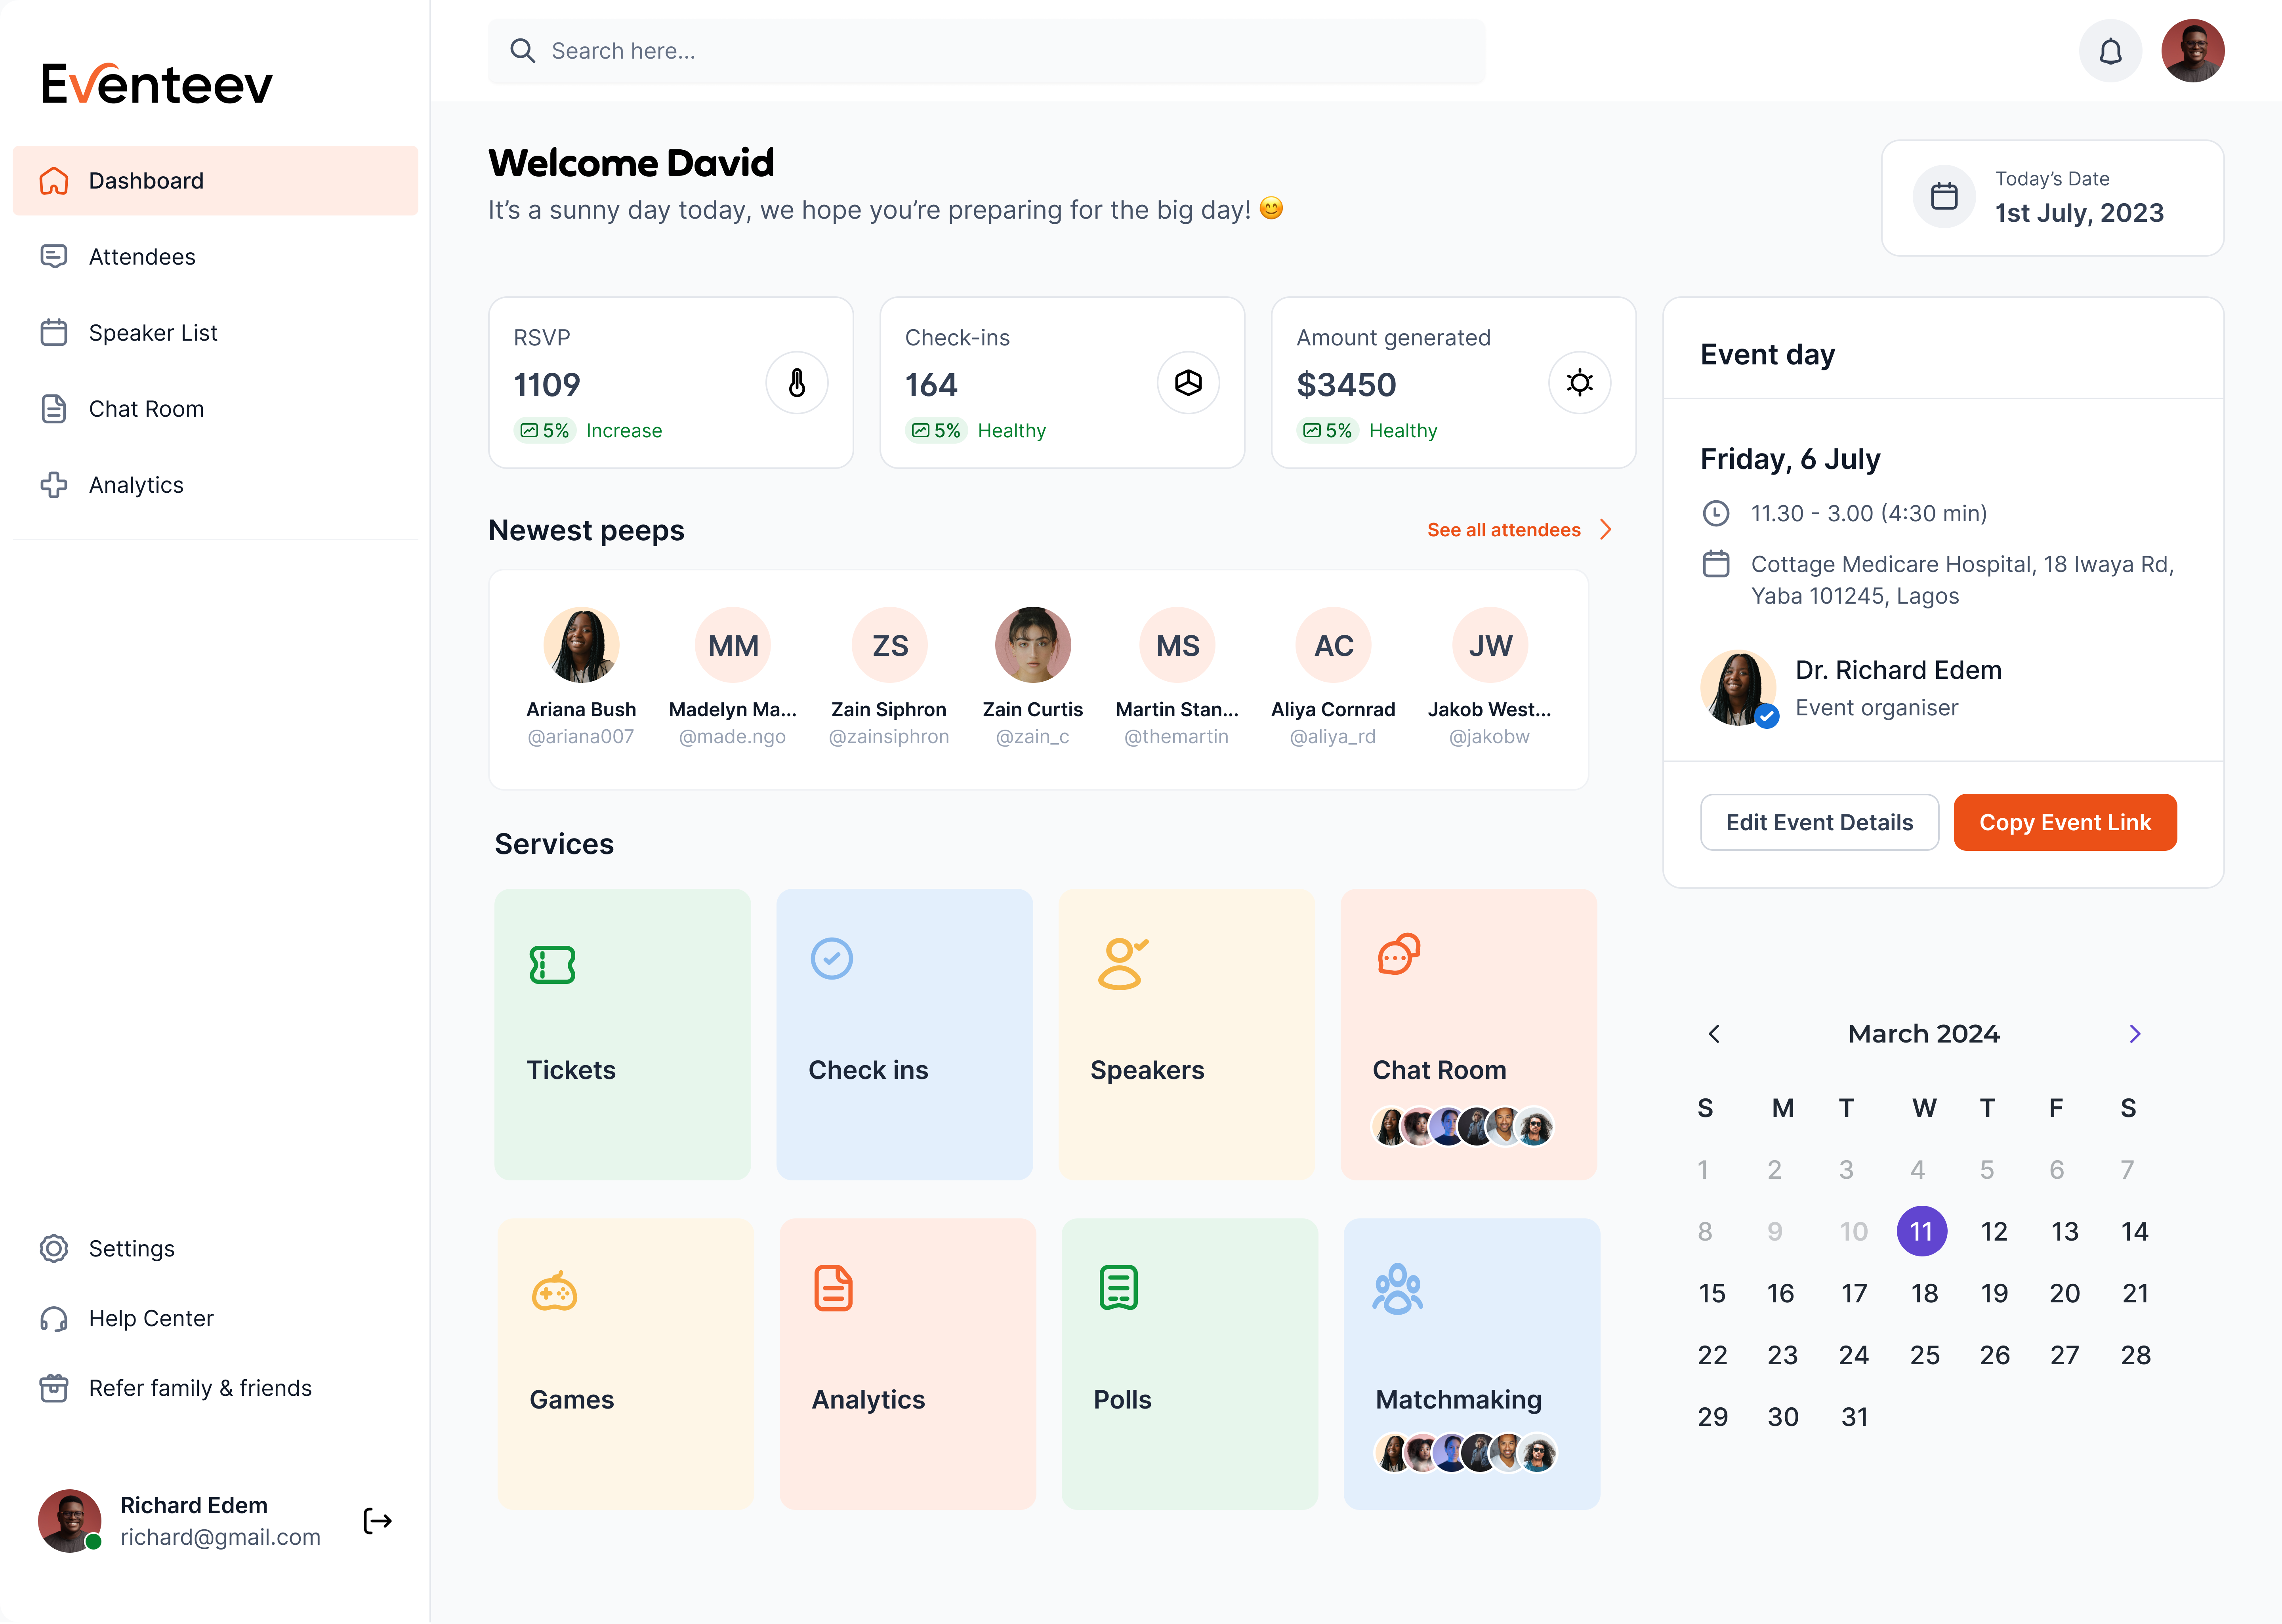 Eventeev
Dashboard
Attendees
Speaker List
Chat Room
Analytics
Settings
Help Center
Refer family & friends
Richard Edem
richard@gmail.com
Search here...
Welcome David
It’s a sunny day today, we hope you’re preparing for the big day! 😊
Today’s Date
1st July, 2023
RSVP
1109
5% Increase
Check-ins
164
5% Healthy
Amount generated
$3450
5% Healthy
Newest peeps
See all attendees
MM ZS MS AC JW
Ariana Bush Madelyn Ma... Zain Siphron Zain Curtis Martin Stan... Aliya Cornrad Jakob West...
@ariana007 @made.ngo @zainsiphron @zain_c @themartin @aliya_rd @jakobw
Services
Tickets Check ins Speakers Chat Room
Games Analytics Polls Matchmaking
Event day
Friday, 6 July
11.30 - 3.00 (4:30 min)
Cottage Medicare Hospital, 18 Iwaya Rd,
Yaba 101245, Lagos
Dr. Richard Edem
Event organiser
Edit Event Details Copy Event Link
March 2024
S M T W T F S
1 2 3 4 5 6 7
8 9 10 11 12 13 14
15 16 17 18 19 20 21
22 23 24 25 26 27 28
29 30 31